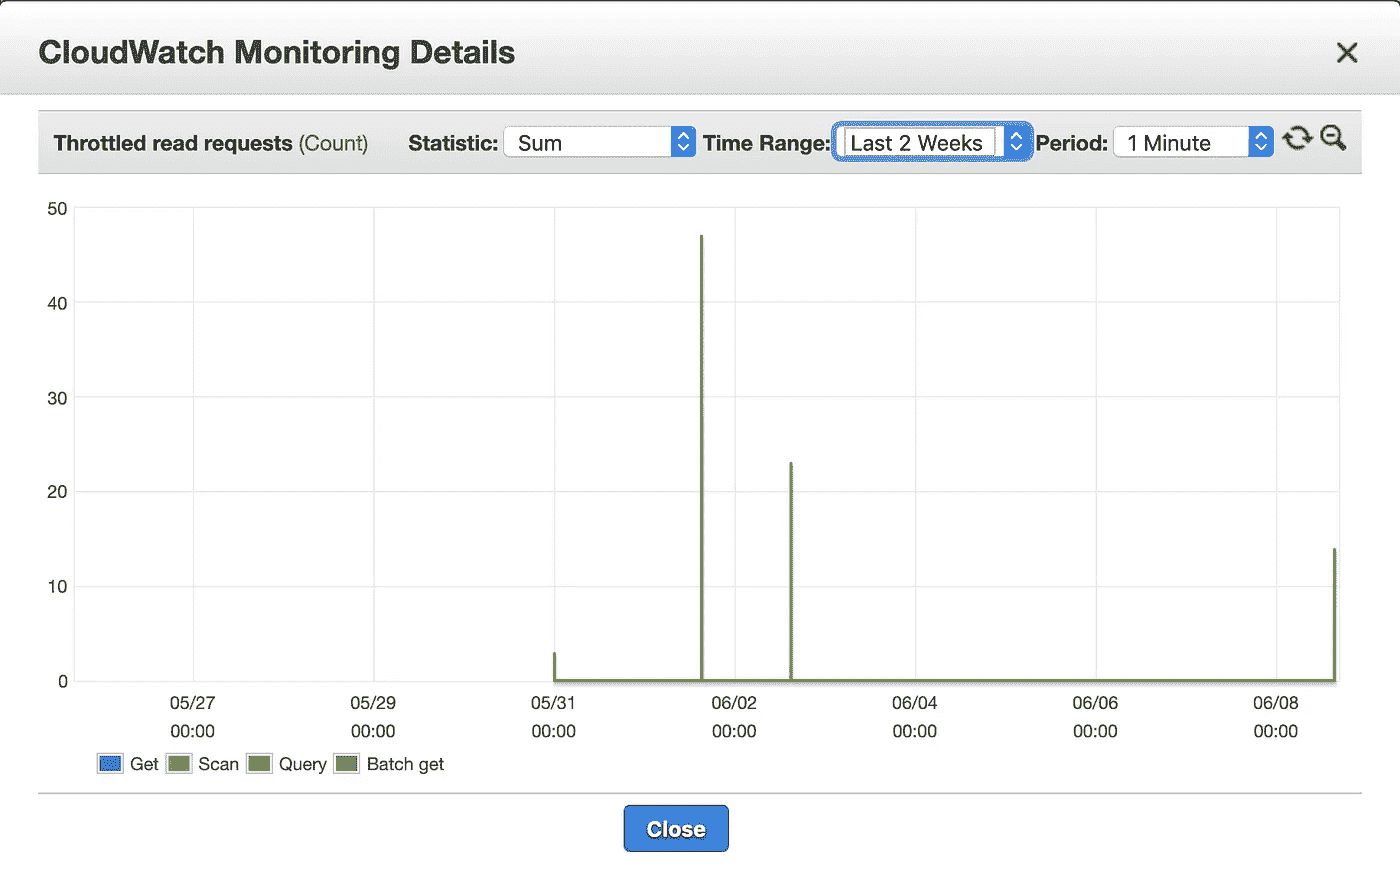 CloudWatch Monitoring Details
Throttled read requests (Count) Statistic: Sum Time Range: Last 2 Weeks Period: 1 Minute
50
40
30
20
10
0
05/27 05/29 05/31 06/02 06/04 06/06 06/08
00:00 00:00 00:00 00:00 00:00 00:00 00:00
Get Scan Query Batch get
Close